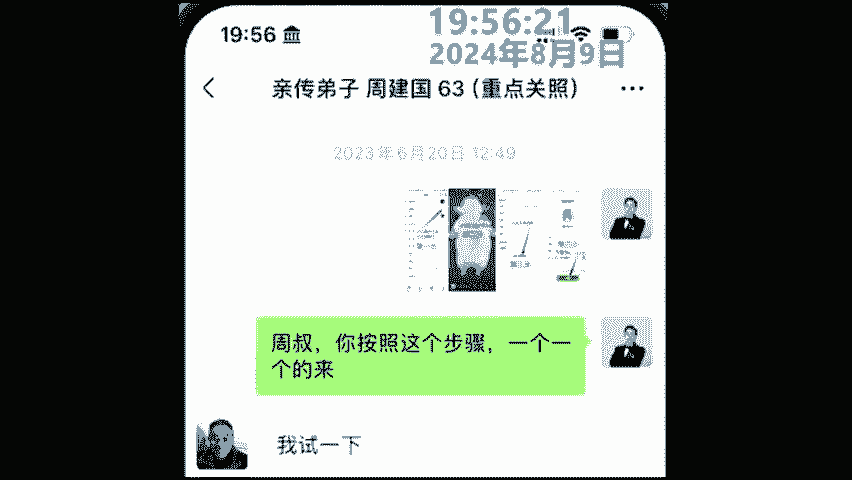 19:56:21
19:56
2024年8月9日
亲传弟子 周建国 63（重点关照）
2023年6月20日 12:49
周叔，你按照这个步骤，一个一
个的来
我试一下